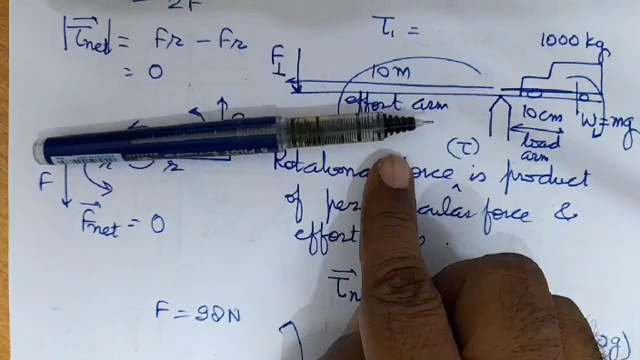 2F
|τnet| = Fr - Fr
= 0
τ1 =
1000 kg
F⊥
10m
effort arm
10cm
W = mg
load
arm
(τ)
r
r
F
Fnet = 0
Rotational force is product
of force &
effort
τn
F = 98N
g)